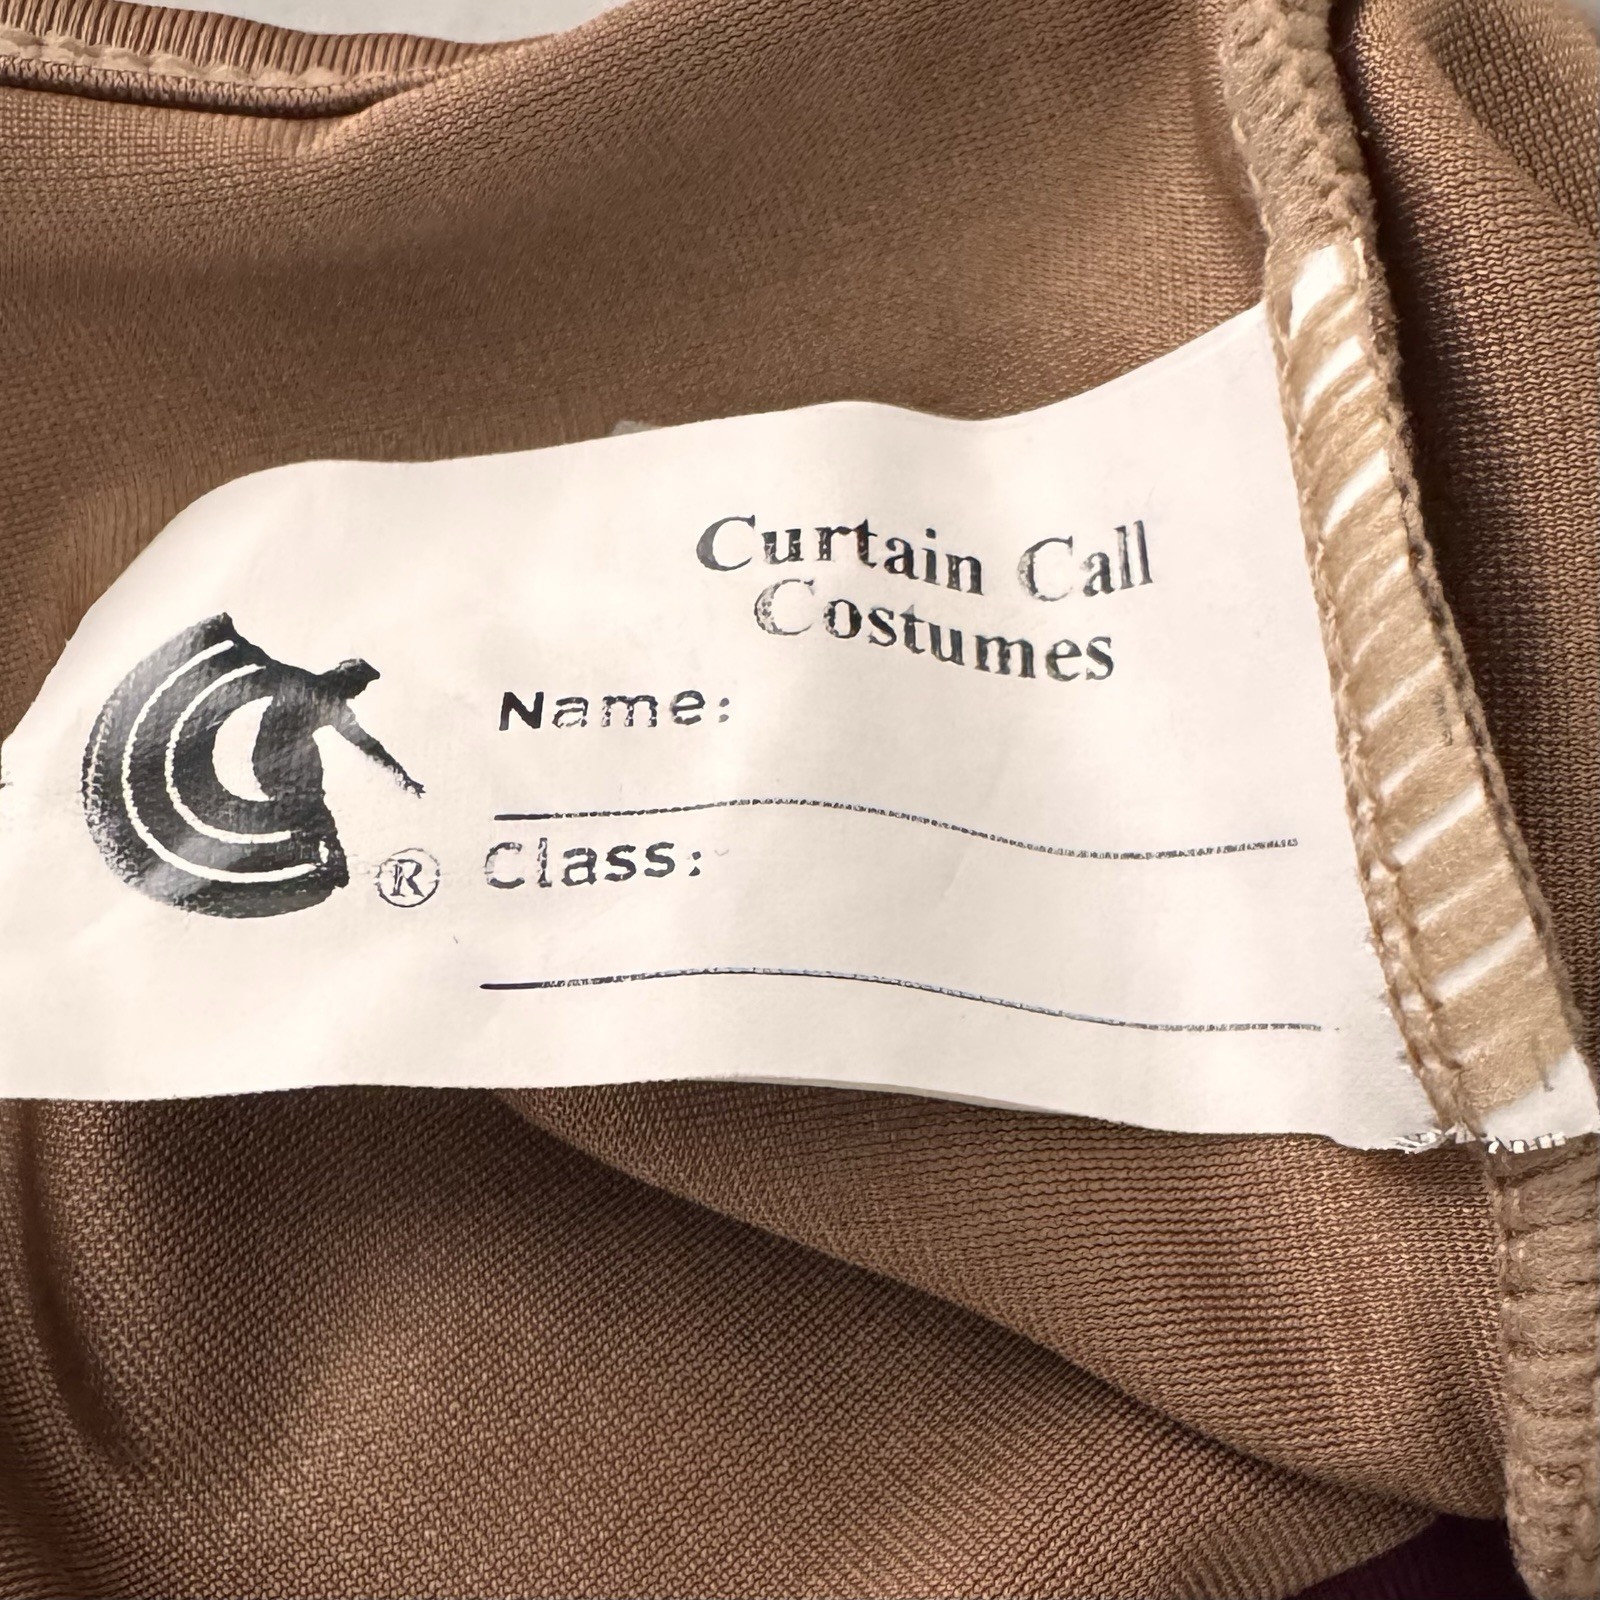 Curtain Call
Costumes
Name:
Class:
®